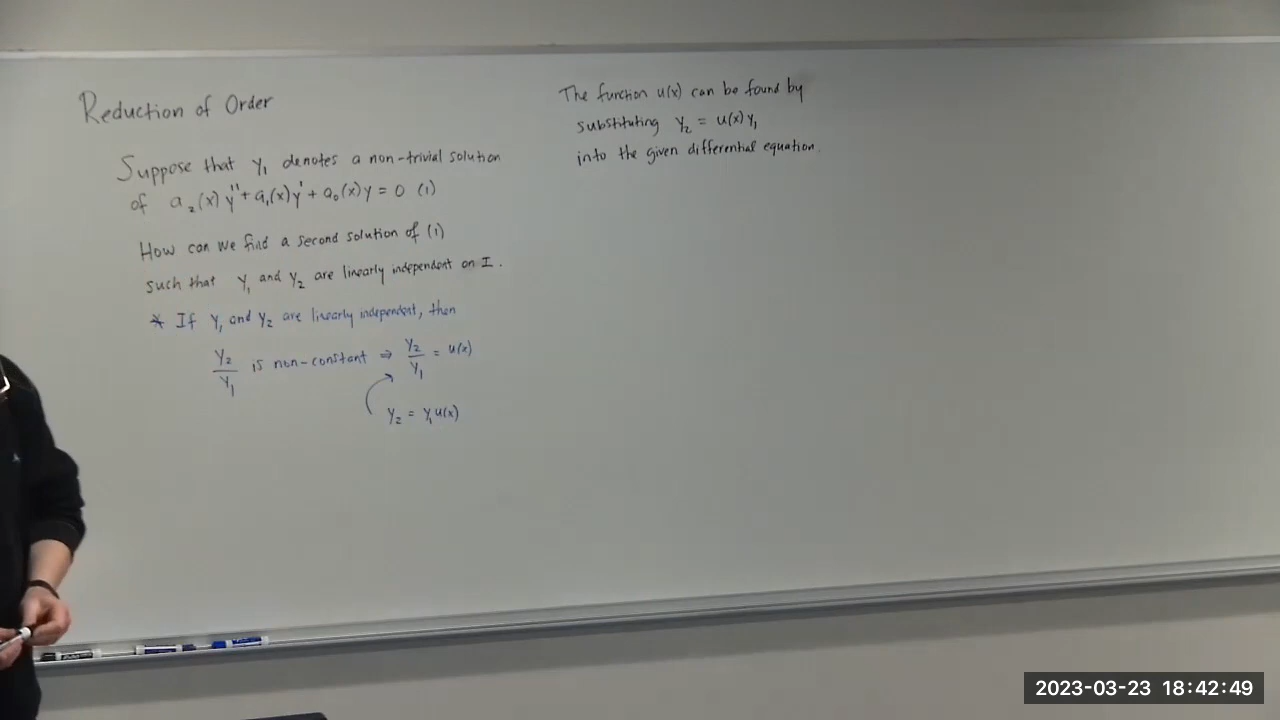 Reduction of Order
Suppose that y₁ denotes a non-trivial solution
of a₂(x)y'' + a₁(x)y' + a₀(x)y = 0 (1)
How can we find a second solution of (1)
such that y₁ and y₂ are linearly independent on I.
* If y₁ and y₂ are linearly independent, then
y₂/y₁ is non-constant ⇒ y₂/y₁ = u(x)
y₂ = y₁u(x)
The function u(x) can be found by
substituting y₂ = u(x)y₁
into the given differential equation.
2023-03-23 18:42:49